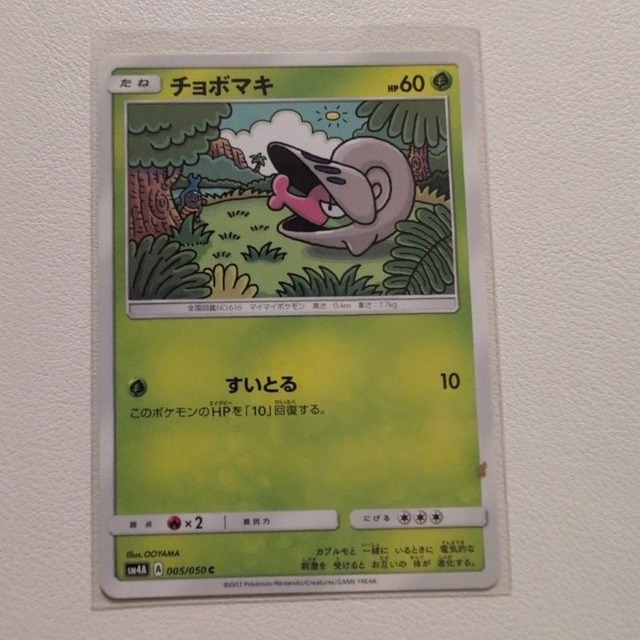 たね チョボマキ HP60
全国図鑑NO.616 マイマイポケモン 高さ：0.4m 重さ：7.7kg
すいとる 10
このポケモンのHPを「10」回復する。
弱点 ×2 抵抗力 にげる
Illus. OOYAMA
カブルモと 一緒に いるときに 電気的な
刺激を 受けると お互いの 体が 進化する。
SM4A A 005/050 C
©2017 Pokémon/Nintendo/Creatures/GAME FREAK.